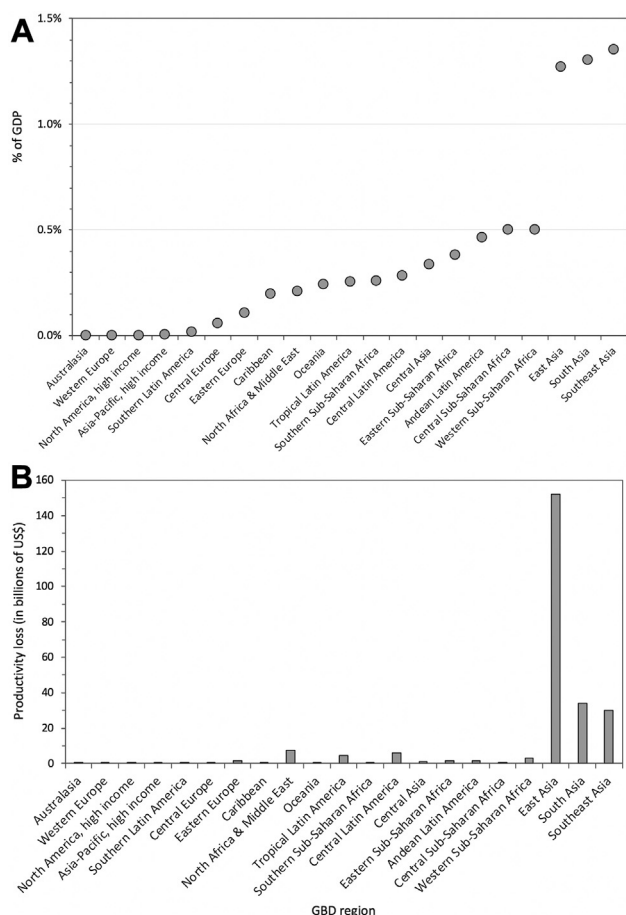 A
1.5%
1.0%
0.5%
0.0%
% of GDP
Australasia
Western Europe
North America, high income
Asia-Pacific, high income
Southern Latin America
Central Europe
Eastern Europe
Caribbean
North Africa & Middle East
Oceania
Tropical Latin America
Southern Sub-Saharan Africa
Central Latin America
Central Asia
Eastern Sub-Saharan Africa
Andean Latin America
Central Sub-Saharan Africa
Western Sub-Saharan Africa
East Asia
South Asia
Southeast Asia
B
160
140
120
100
80
60
40
20
0
Productivity loss (in billions of US$)
Australasia
Western Europe
North America, high income
Asia-Pacific, high income
Southern Latin America
Central Europe
Eastern Europe
Caribbean
North Africa & Middle East
Oceania
Tropical Latin America
Southern Sub-Saharan Africa
Central Latin America
Central Asia
Eastern Sub-Saharan Africa
Andean Latin America
Central Sub-Saharan Africa
Western Sub-Saharan Africa
East Asia
South Asia
Southeast Asia
GBD region